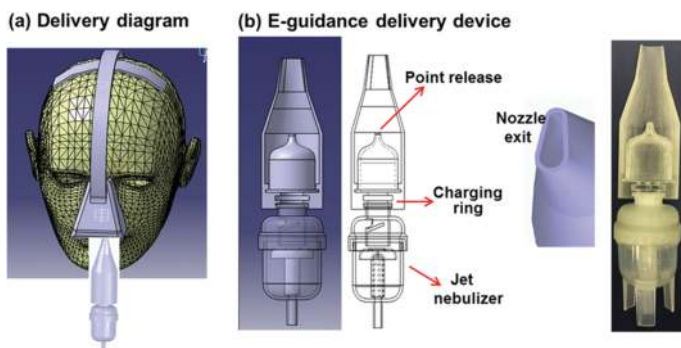 (a) Delivery diagram
(b) E-guidance delivery device
Point release
Nozzle
exit
Charging
ring
Jet
nebulizer